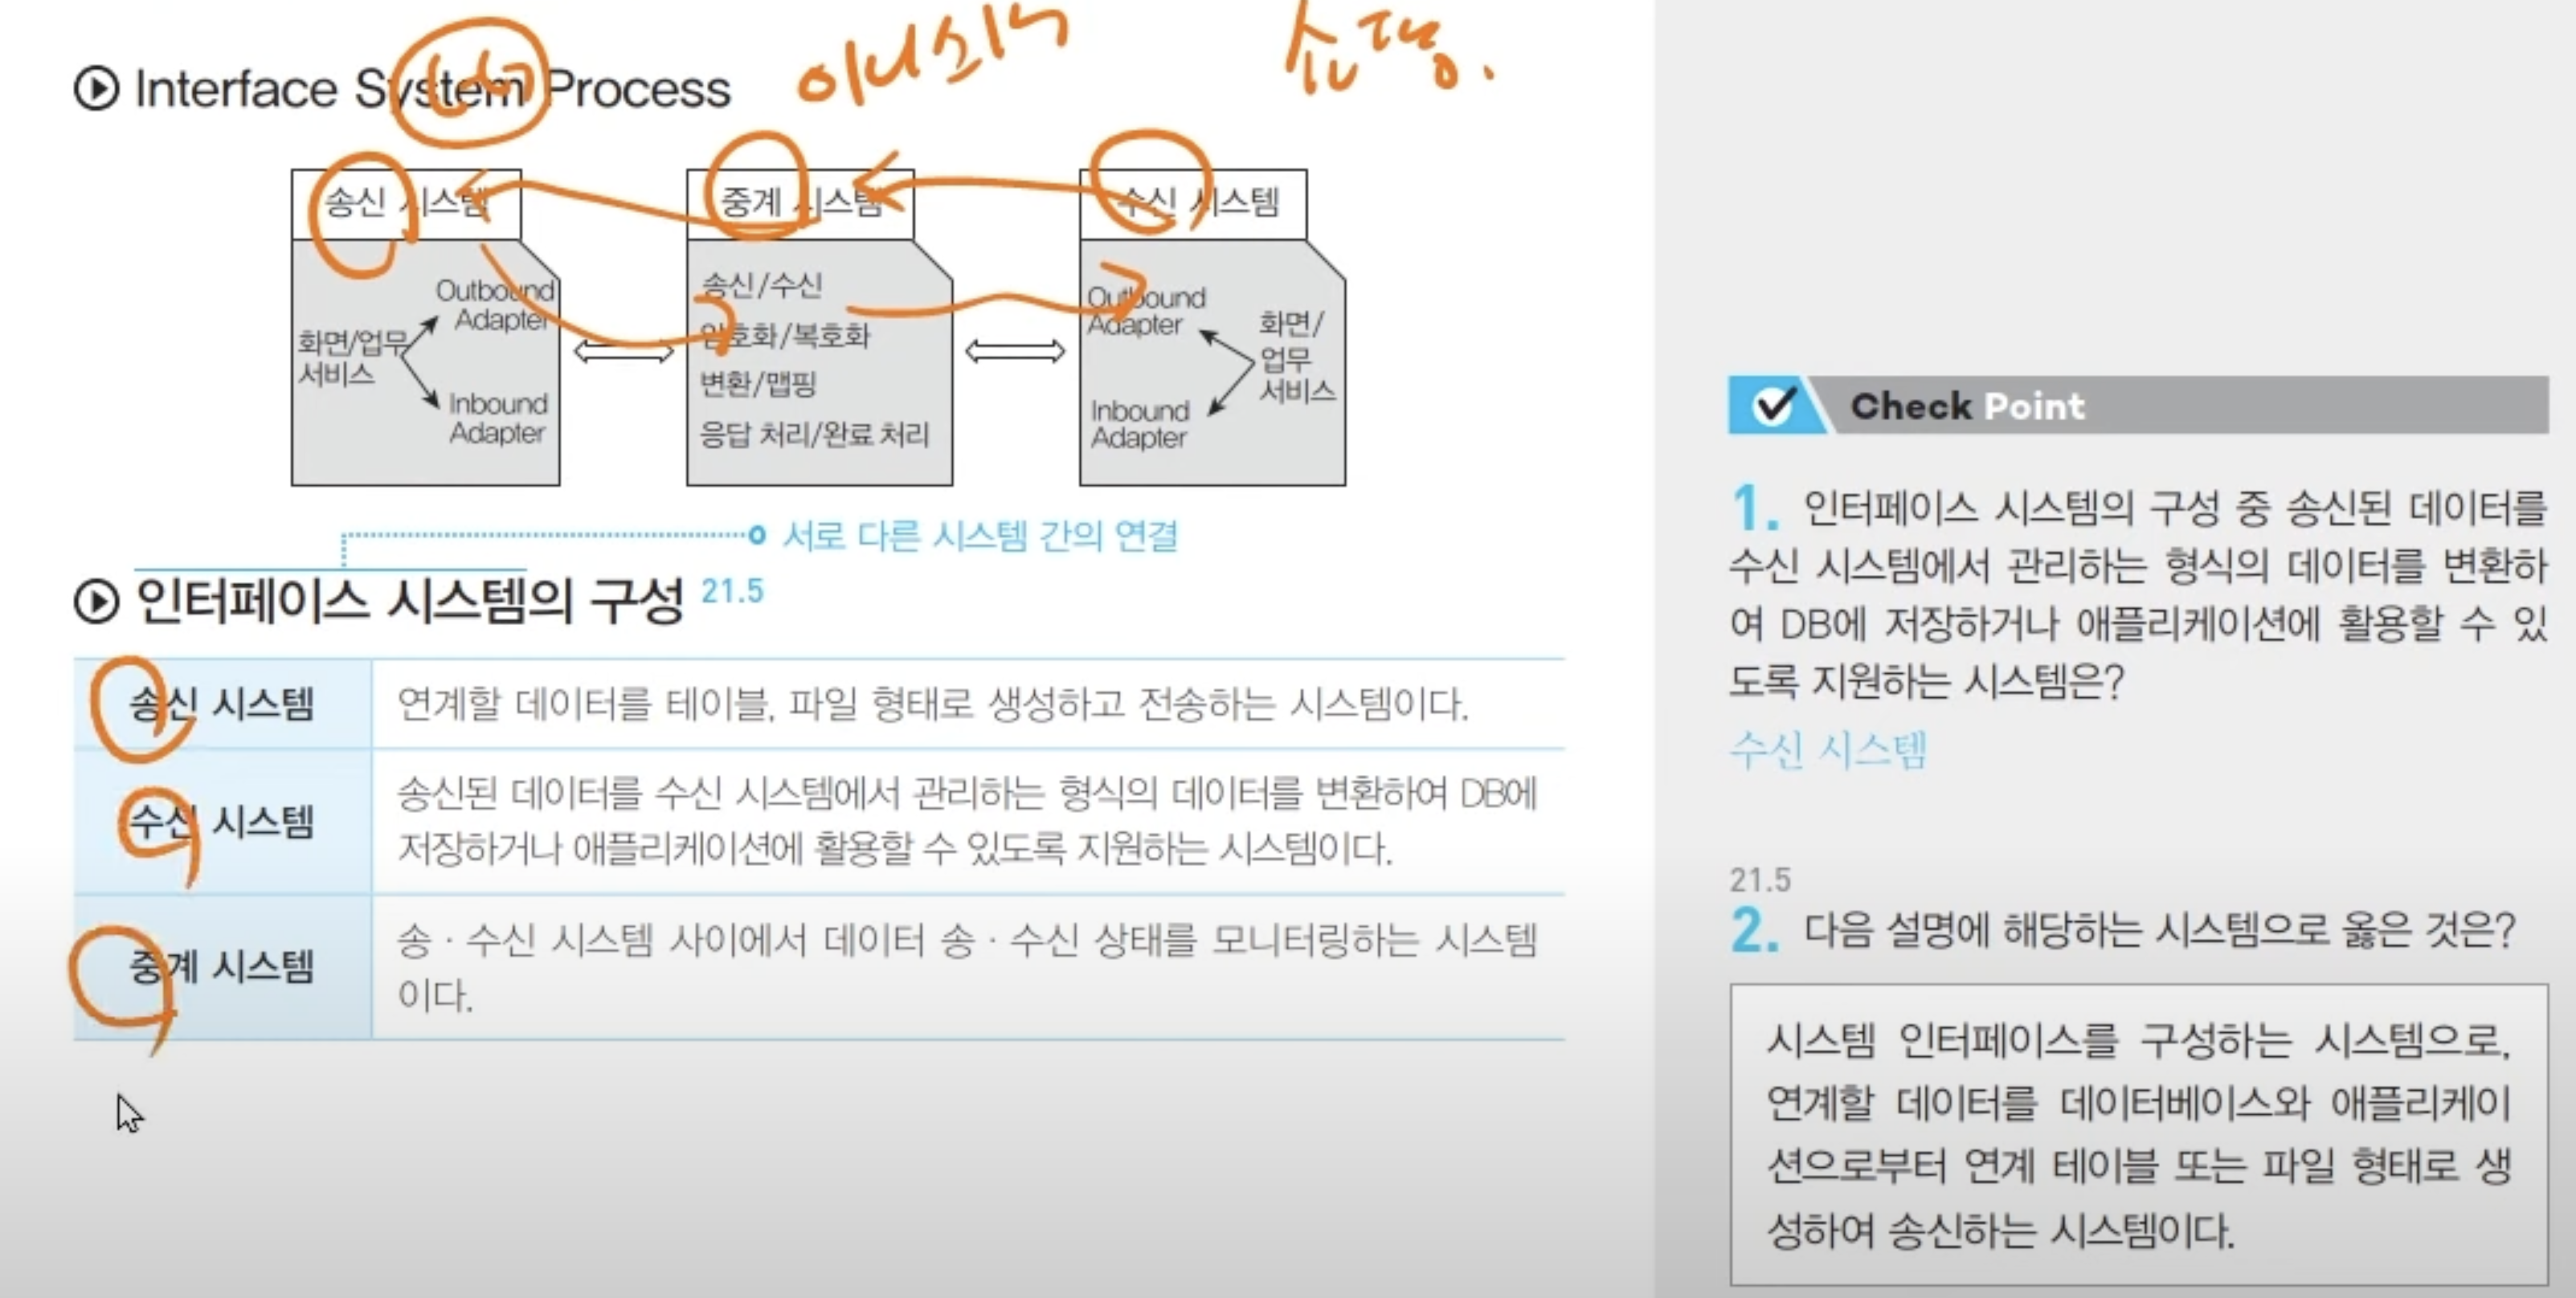 이니시스
쇼핑.
Interface System Process
송신 시스템
중계 시스템
수신 시스템
화면/업무
서비스
Outbound
Adapter
Inbound
Adapter
송신/수신
암호화/복호화
변환/맵핑
응답 처리/완료 처리
Outbound
Adapter
Inbound
Adapter
화면/
업무
서비스
서로 다른 시스템 간의 연결
인터페이스 시스템의 구성 21.5
송신 시스템
연계할 데이터를 테이블, 파일 형태로 생성하고 전송하는 시스템이다.
수신 시스템
송신된 데이터를 수신 시스템에서 관리하는 형식의 데이터를 변환하여 DB에
저장하거나 애플리케이션에 활용할 수 있도록 지원하는 시스템이다.
중계 시스템
송·수신 시스템 사이에서 데이터 송·수신 상태를 모니터링하는 시스템
이다.
Check Point
1. 인터페이스 시스템의 구성 중 송신된 데이터를
수신 시스템에서 관리하는 형식의 데이터를 변환하
여 DB에 저장하거나 애플리케이션에 활용할 수 있
도록 지원하는 시스템은?
수신 시스템
21.5
2. 다음 설명에 해당하는 시스템으로 옳은 것은?
시스템 인터페이스를 구성하는 시스템으로,
연계할 데이터를 데이터베이스와 애플리케이
션으로부터 연계 테이블 또는 파일 형태로 생
성하여 송신하는 시스템이다.